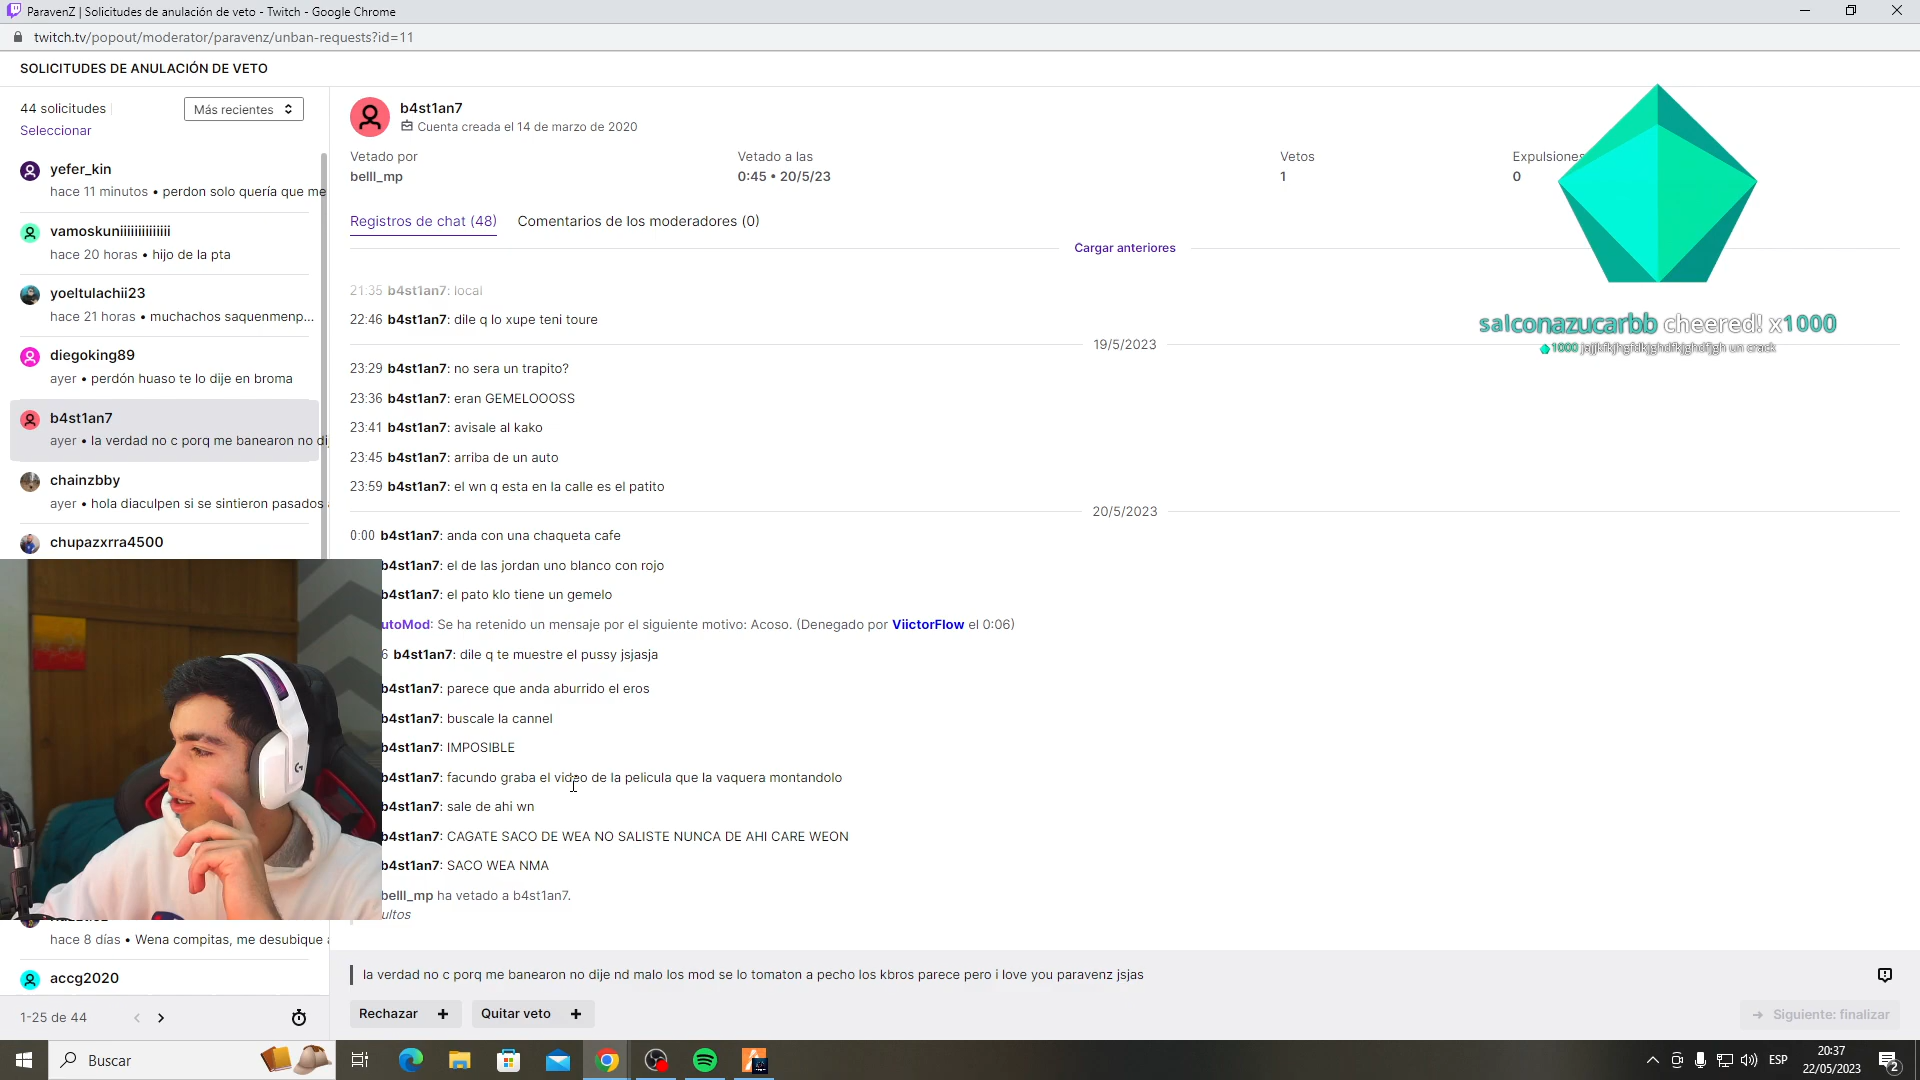 ParavenZ | Solicitudes de anulación de veto - Twitch - Google Chrome
twitch.tv/popout/moderator/paravenz/unban-requests?id=11
SOLICITUDES DE ANULACIÓN DE VETO
44 solicitudes
Más recientes
Seleccionar
yefer_kin
hace 11 minutos • perdon solo quería que me
vamoskuniiiiiiiiiiiiii
hace 20 horas • hijo de la pta
yoeltulachii23
hace 21 horas • muchachos saquenmenp...
diegoking89
ayer • perdón huaso te lo dije en broma
b4st1an7
ayer • la verdad no c porq me banearon no di
chainzbby
ayer • hola diaculpen si se sintieron pasados
chupazxrra4500
hace 8 días • Wena compitas, me desubique
accg2020
1-25 de 44
b4st1an7
Cuenta creada el 14 de marzo de 2020
Vetado por
belll_mp
Vetado a las
0:45 • 20/5/23
Vetos
1
Expulsiones
0
Registros de chat (48)
Comentarios de los moderadores (0)
Cargar anteriores
21:35 b4st1an7: local
22:46 b4st1an7: dile q lo xupe teni toure
19/5/2023
23:29 b4st1an7: no sera un trapito?
23:36 b4st1an7: eran GEMELOOOSS
23:41 b4st1an7: avisale al kako
23:45 b4st1an7: arriba de un auto
23:59 b4st1an7: el wn q esta en la calle es el patito
20/5/2023
0:00 b4st1an7: anda con una chaqueta cafe
b4st1an7: el de las jordan uno blanco con rojo
b4st1an7: el pato klo tiene un gemelo
utoMod: Se ha retenido un mensaje por el siguiente motivo: Acoso. (Denegado por ViictorFlow el 0:06)
6 b4st1an7: dile q te muestre el pussy jsjasja
b4st1an7: parece que anda aburrido el eros
b4st1an7: buscale la cannel
b4st1an7: IMPOSIBLE
b4st1an7: facundo graba el video de la pelicula que la vaquera montandolo
b4st1an7: sale de ahi wn
b4st1an7: CAGATE SACO DE WEA NO SALISTE NUNCA DE AHI CARE WEON
b4st1an7: SACO WEA NMA
belll_mp ha vetado a b4st1an7.
ultos
la verdad no c porq me banearon no dije nd malo los mod se lo tomaton a pecho los kbros parece pero i love you paravenz jsjas
Rechazar +
Quitar veto +
Siguiente: finalizar
salconazucarbb cheered! x1000
1000 jajjkfkjhgfdkjghdfkjghdfjgh un crack
Buscar
ESP
20:37
22/05/2023
2